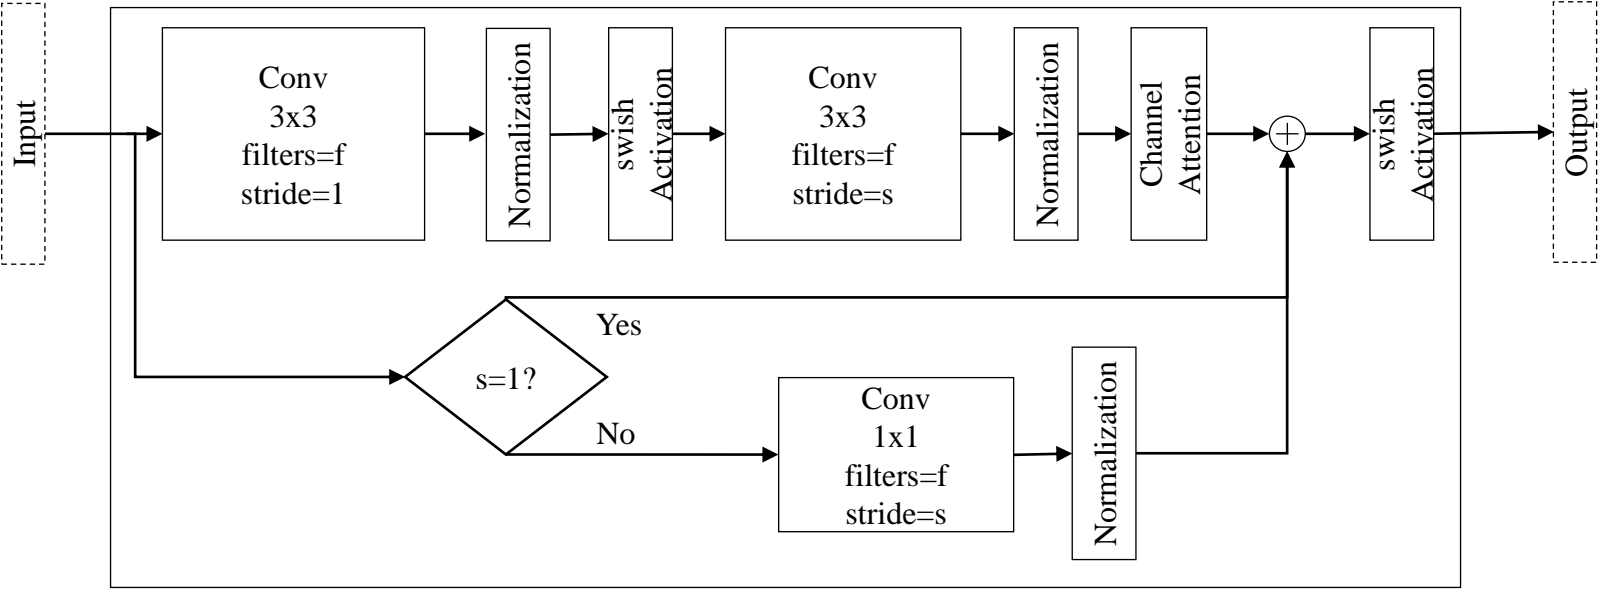 Input
Conv
3x3
filters=f
stride=1
Normalization
swish
Activation
Conv
3x3
filters=f
stride=s
Normalization
Channel
Attention
+
swish
Activation
Output
s=1?
Yes
No
Conv
1x1
filters=f
stride=s
Normalization